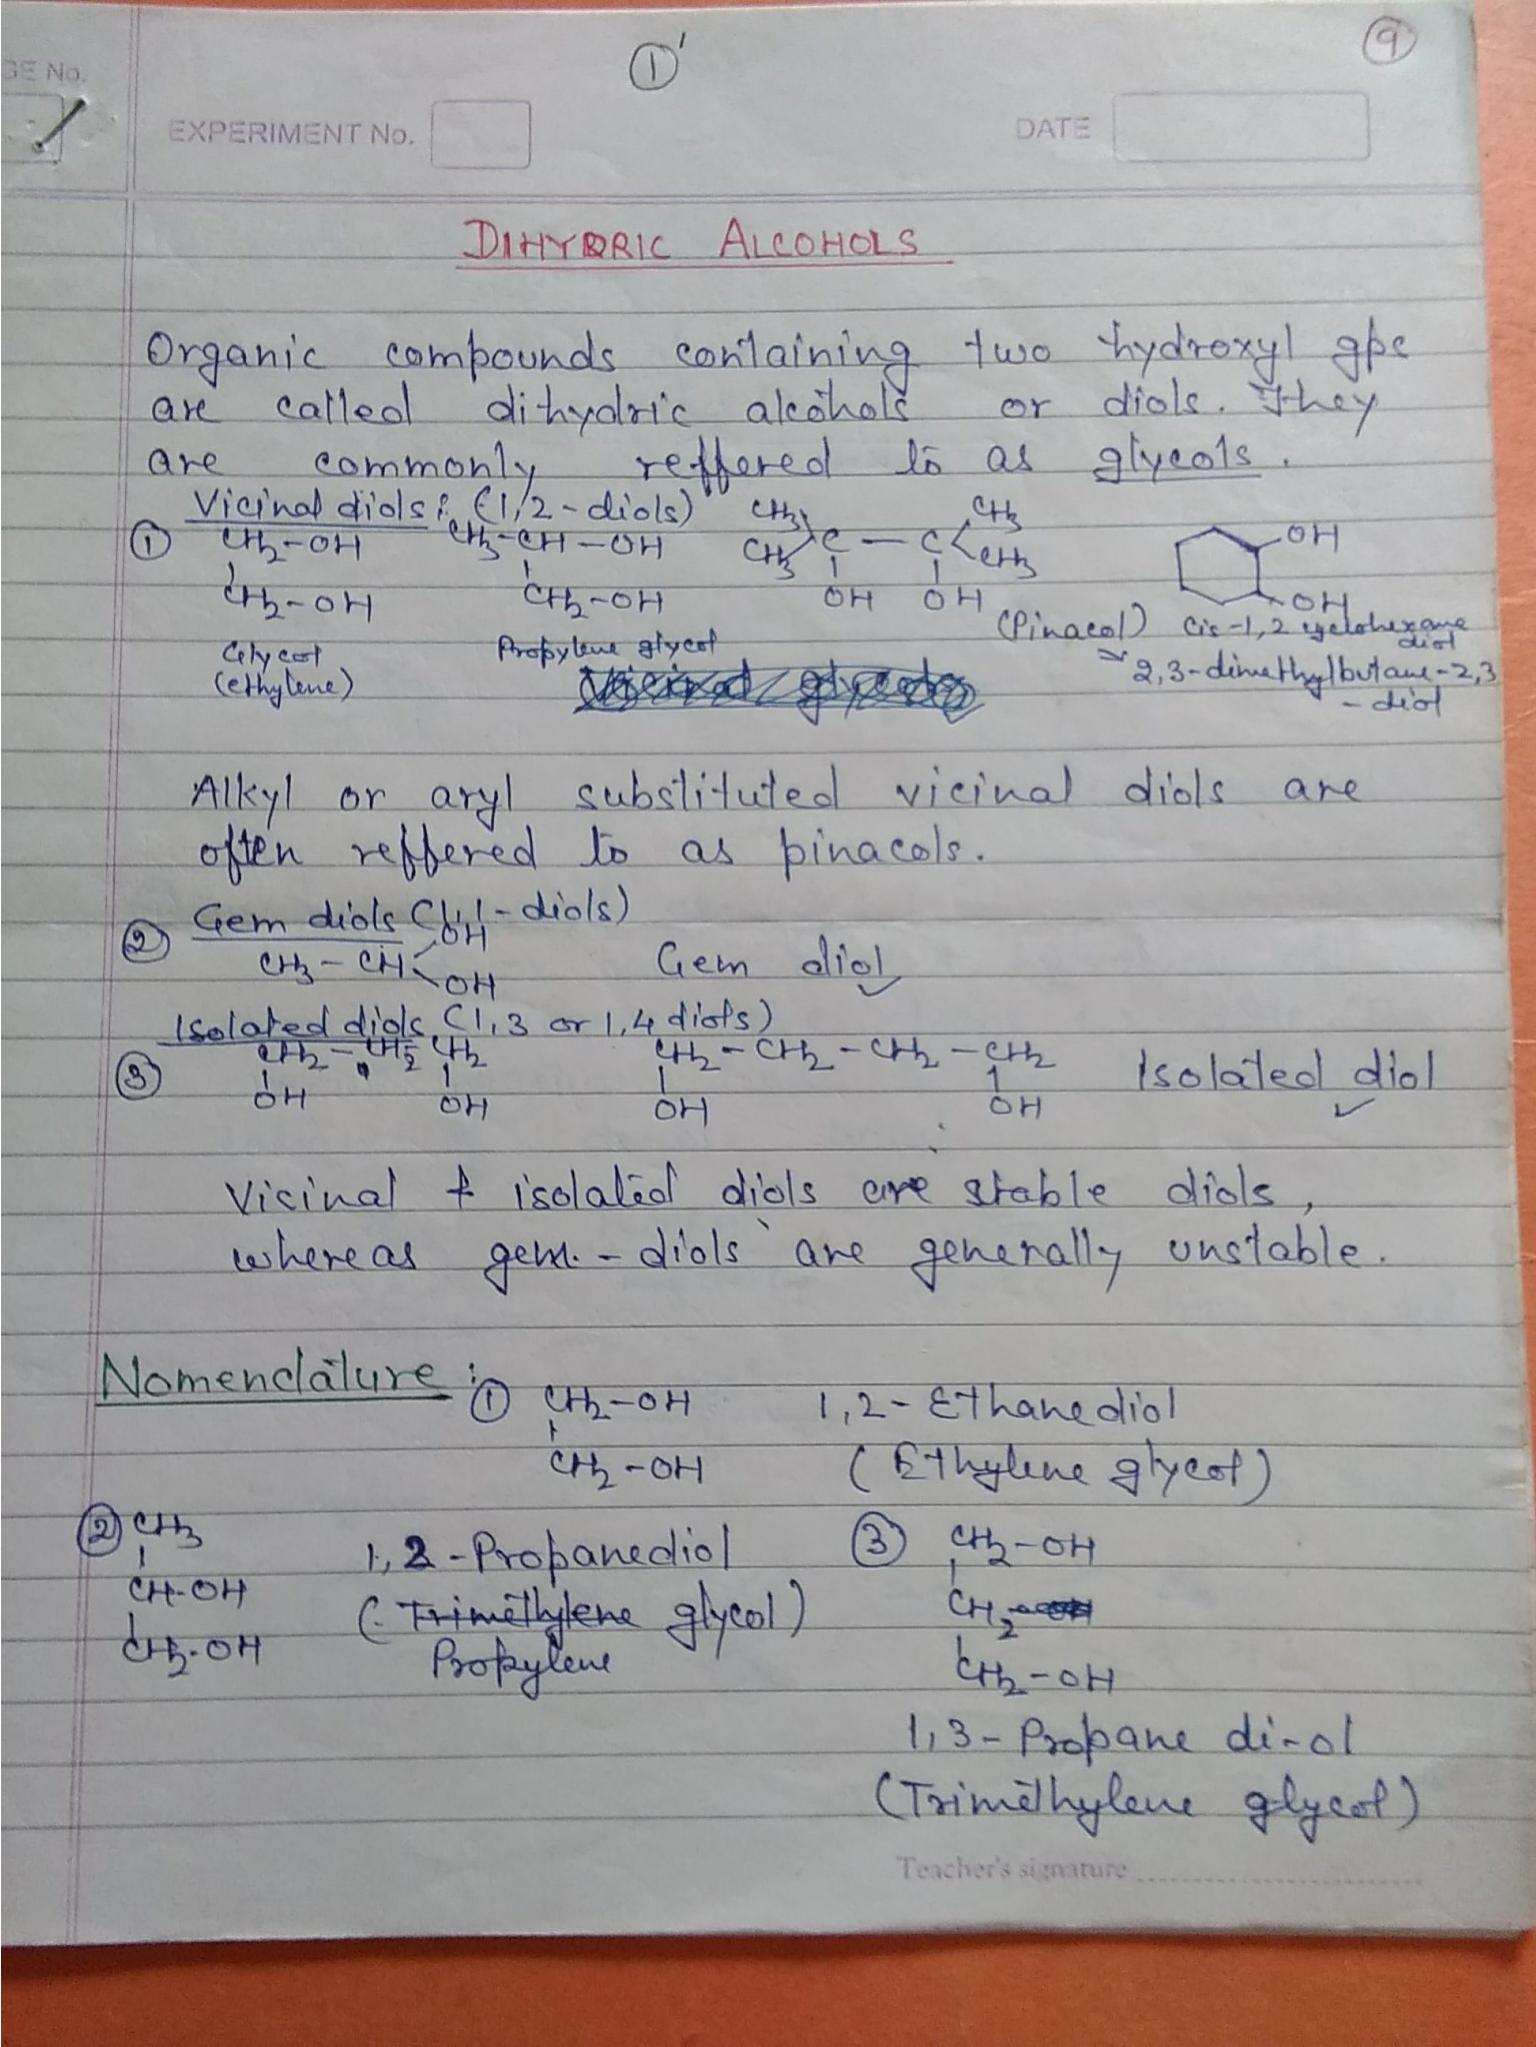 ①'
⑨
GE No.
EXPERIMENT No.
DATE
DIHYDRIC ALCOHOLS
Organic compounds containing two hydroxyl gps
are called dihydric alcohols or diols. They
are commonly reffered to as glycols.
Vicinal diols: (1,2-diols)
① CH2-OH CH3-CH-OH CH3 CH3 C-C CH3 CH3 OH
CH2-OH CH2-OH OH OH OH
Glycol (ethylene)
Propylene glycol
(Pinacol)
Cis-1,2 cyclohexane diol
2,3-dimethylbutane-2,3
-diol
Alkyl or aryl substituted vicinal diols are
often reffered to as pinacols.
② Gem diols (1,1-diols)
OH
CH3-CH Gem diol
OH
Isolated diols (1,3 or 1,4 diols)
③ CH2-CH2 CH2 CH2-CH2-CH2-CH2 Isolated diol
OH OH OH OH
Vicinal & isolated diols are stable diols,
whereas gem.-diols are generally unstable.
Nomenclature:
① CH2-OH 1,2-Ethanediol
CH2-OH (Ethylene glycol)
② CH3
CH-OH
CH2-OH
1,2-Propanediol
(Trimethylene glycol)
Propylene
③ CH2-OH
CH2
CH2-OH
1,3-Propane di-ol
(Trimethylene glycol)
Teacher's signature